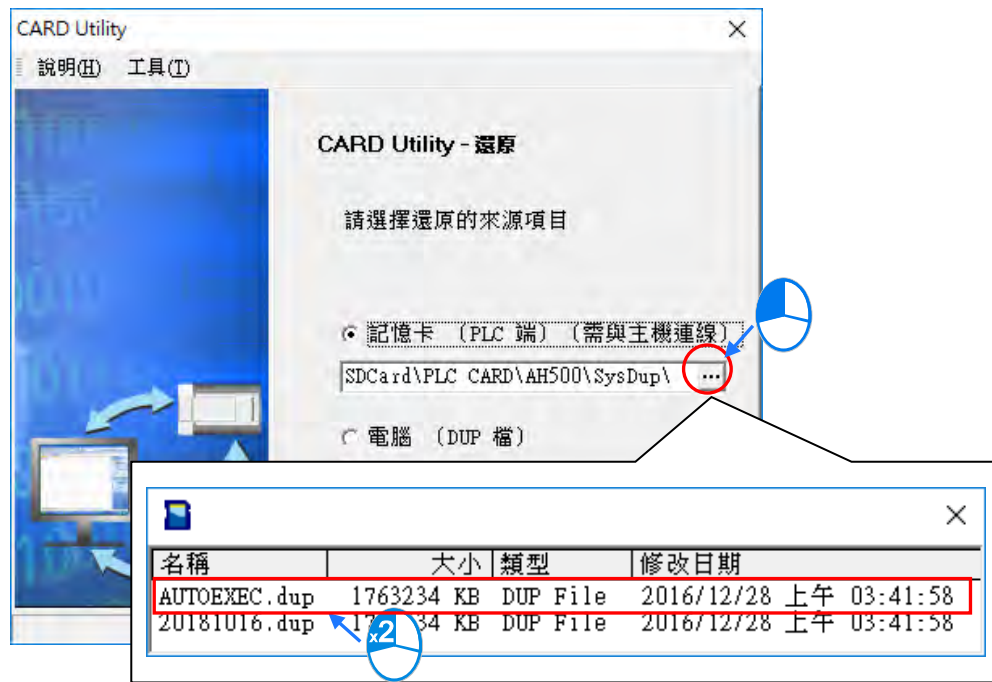 CARD Utility
說明(H) 工具(T)
CARD Utility - 還原
請選擇還原的來源項目
記憶卡 （PLC 端）（需與主機連線）
SDCard\PLC CARD\AH500\SysDup\ ...
電腦 （DUP 檔）
名稱 大小 類型 修改日期
AUTOEXEC.dup 1763234 KB DUP File 2016/12/28 上午 03:41:58
20181016.dup 34 KB DUP File 2016/12/28 上午 03:41:58
x2